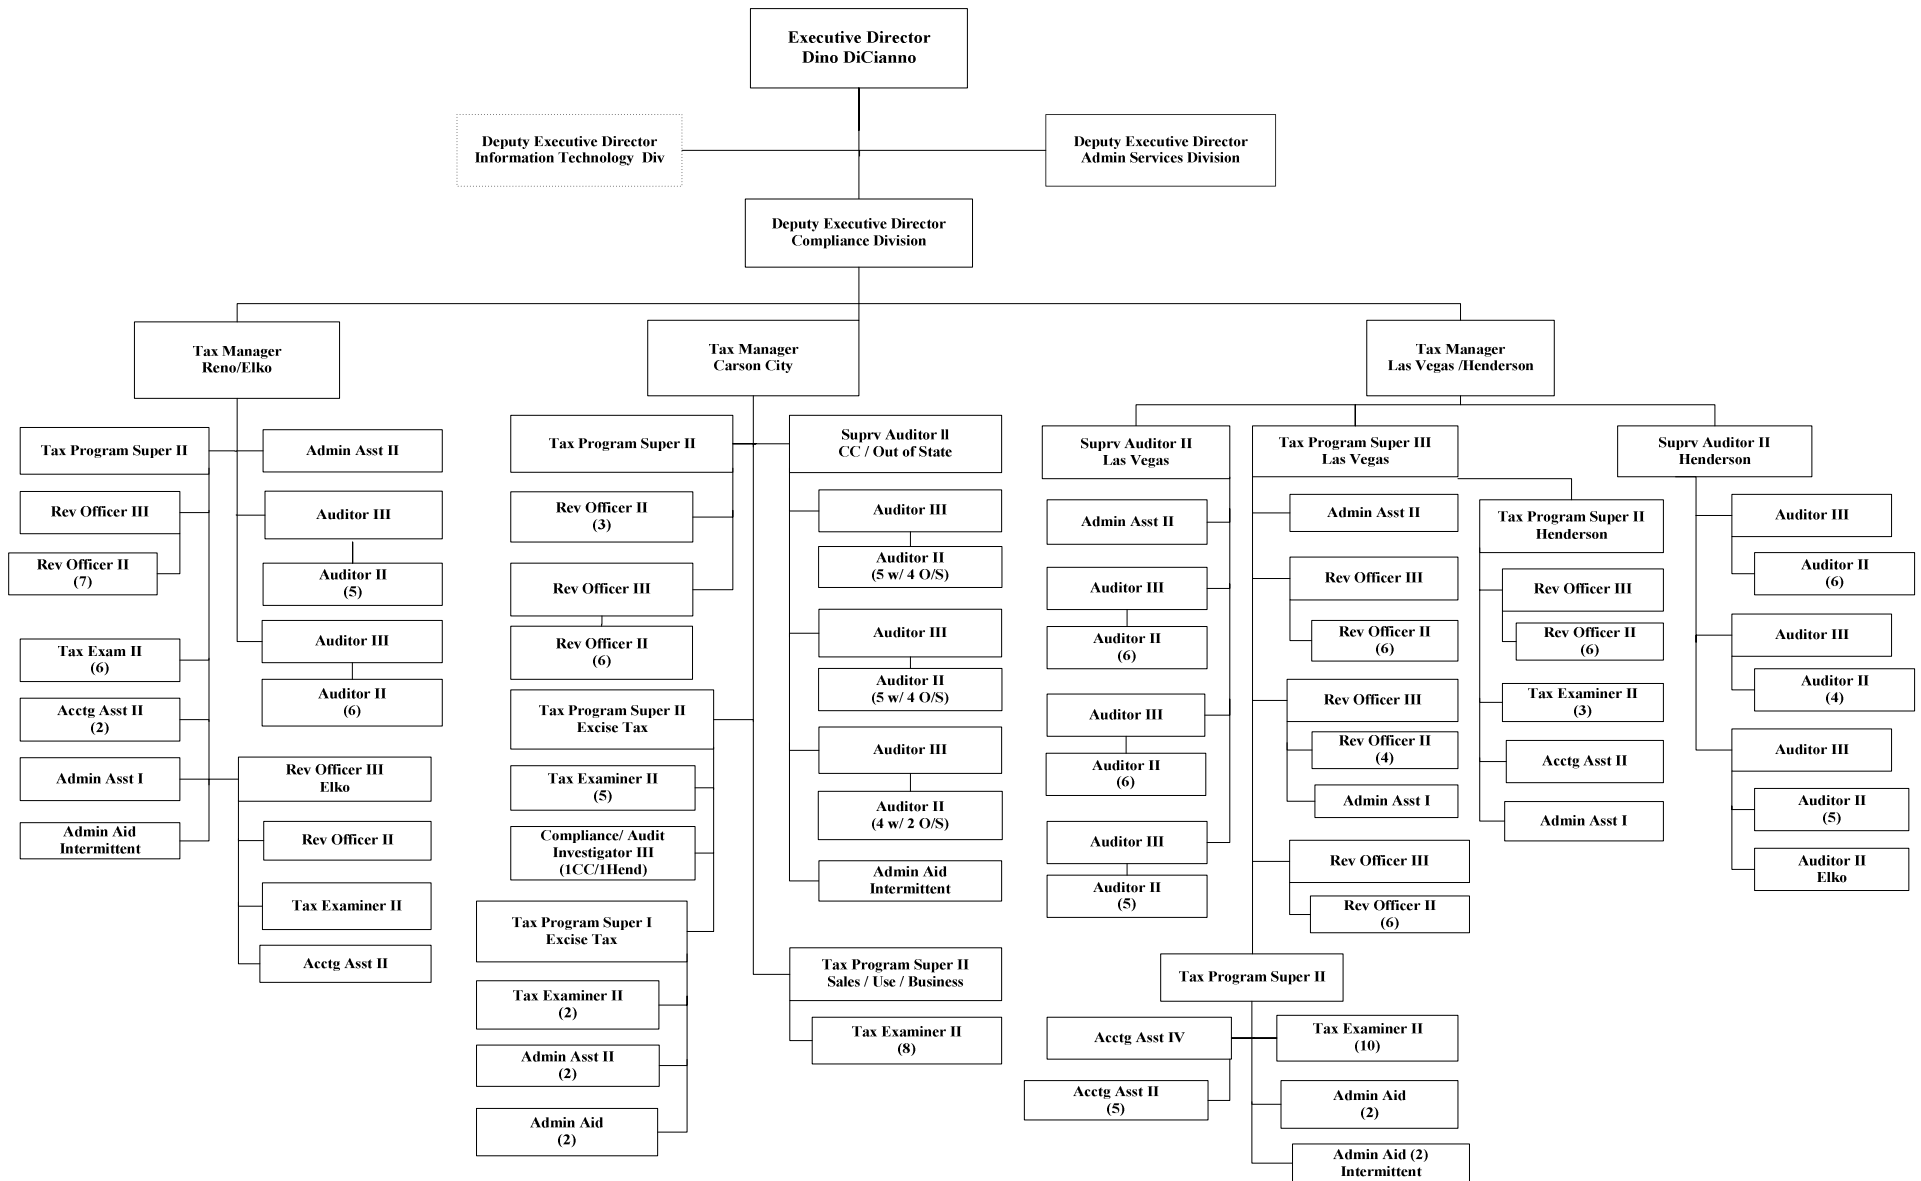 Executive Director
Dino DiCianno
Deputy Executive Director
Information Technology Div
Deputy Executive Director
Admin Services Division
Deputy Executive Director
Compliance Division
Tax Manager
Reno/Elko
Tax Manager
Carson City
Tax Manager
Las Vegas /Henderson
Tax Program Super II
Admin Asst II
Rev Officer III
Rev Officer II
(7)
Auditor III
Auditor II
(5)
Auditor III
Auditor II
(6)
Tax Exam II
(6)
Acctg Asst II
(2)
Admin Asst I
Admin Aid
Intermittent
Rev Officer III
Elko
Rev Officer II
Tax Examiner II
Acctg Asst II
Tax Program Super II
Rev Officer II
(3)
Rev Officer III
Rev Officer II
(6)
Tax Program Super II
Excise Tax
Tax Examiner II
(5)
Compliance/ Audit
Investigator III
(1CC/1Hend)
Tax Program Super I
Excise Tax
Tax Examiner II
(2)
Admin Asst II
(2)
Admin Aid
(2)
Suprv Auditor ll
CC / Out of State
Auditor III
Auditor II
(5 w/ 4 O/S)
Auditor III
Auditor II
(5 w/ 4 O/S)
Auditor III
Auditor II
(4 w/ 2 O/S)
Admin Aid
Intermittent
Tax Program Super II
Sales / Use / Business
Tax Examiner II
(8)
Suprv Auditor II
Las Vegas
Admin Asst II
Auditor III
Auditor II
(6)
Auditor III
Auditor II
(6)
Auditor III
Auditor II
(5)
Tax Program Super III
Las Vegas
Admin Asst II
Rev Officer III
Rev Officer II
(6)
Rev Officer III
Rev Officer II
(4)
Admin Asst I
Rev Officer III
Rev Officer II
(6)
Tax Program Super II
Acctg Asst IV
Acctg Asst II
(5)
Tax Examiner II
(10)
Admin Aid
(2)
Admin Aid (2)
Intermittent
Tax Program Super II
Henderson
Rev Officer III
Rev Officer II
(6)
Tax Examiner II
(3)
Acctg Asst II
Admin Asst I
Suprv Auditor II
Henderson
Auditor III
Auditor II
(6)
Auditor III
Auditor II
(4)
Auditor III
Auditor II
(5)
Auditor II
Elko